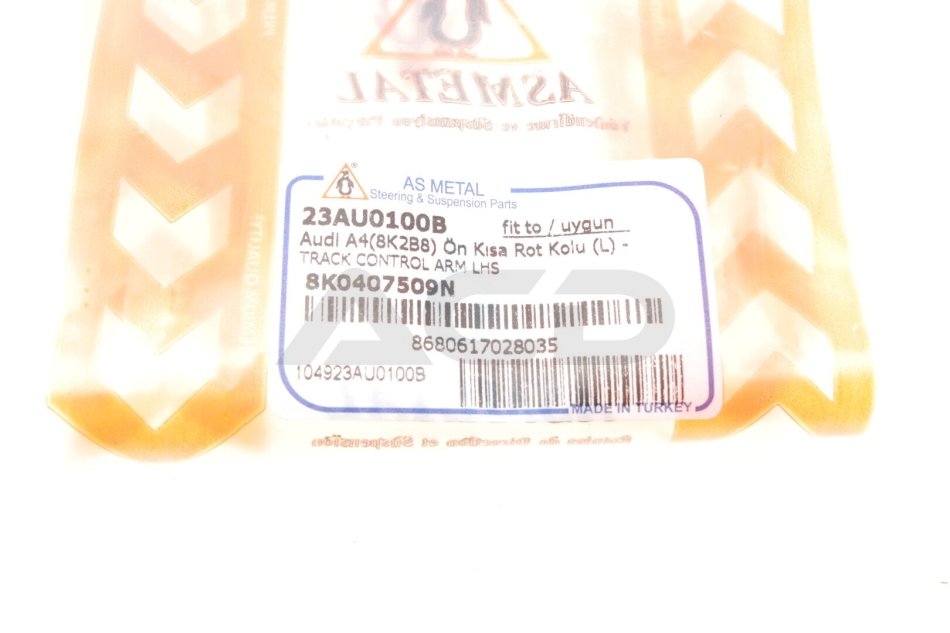 ASMETAL
AS METAL
Steering & Suspension Parts
23AU0100B
fit to / uygun
Audi A4(8K2B8) Ön Kısa Rot Kolu (L) -
TRACK CONTROL ARM LHS
8K0407509N
ACD
8680617028035
104923AU0100B
MADE IN TURKEY